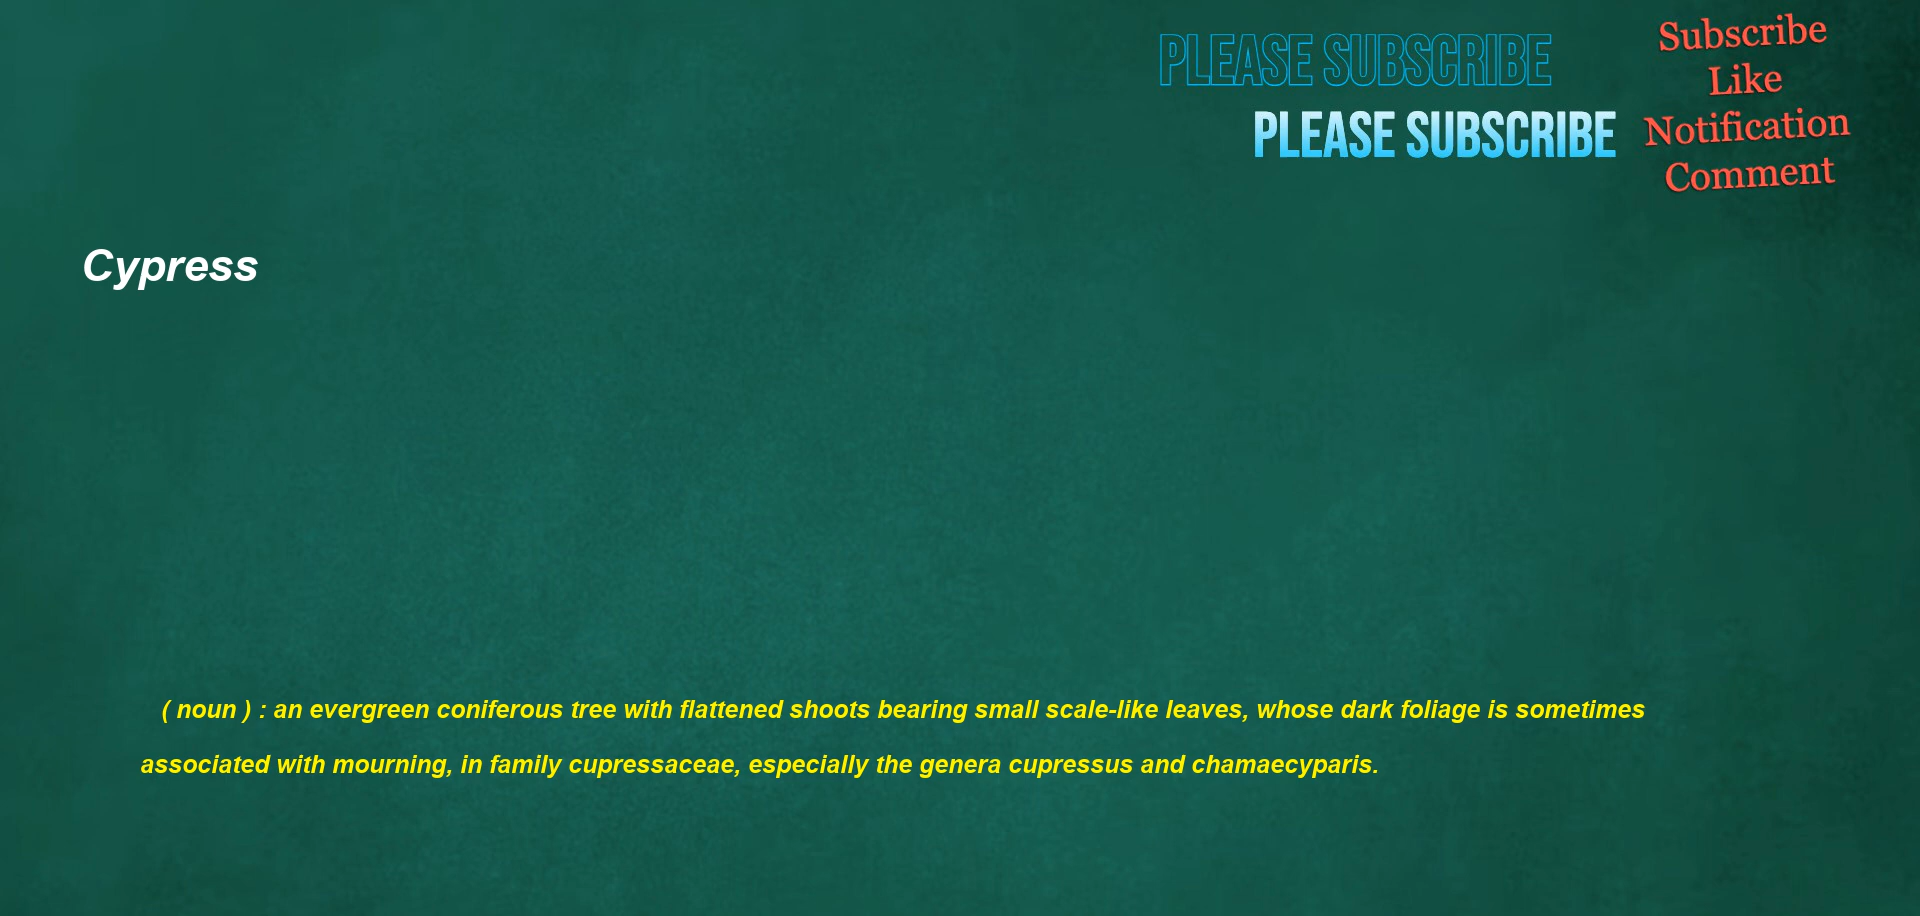 PLEASE SUBSCRIBE
PLEASE SUBSCRIBE
Subscribe
Like
Notification
Comment
Cypress
( noun ) : an evergreen coniferous tree with flattened shoots bearing small scale-like leaves, whose dark foliage is sometimes
associated with mourning, in family cupressaceae, especially the genera cupressus and chamaecyparis.